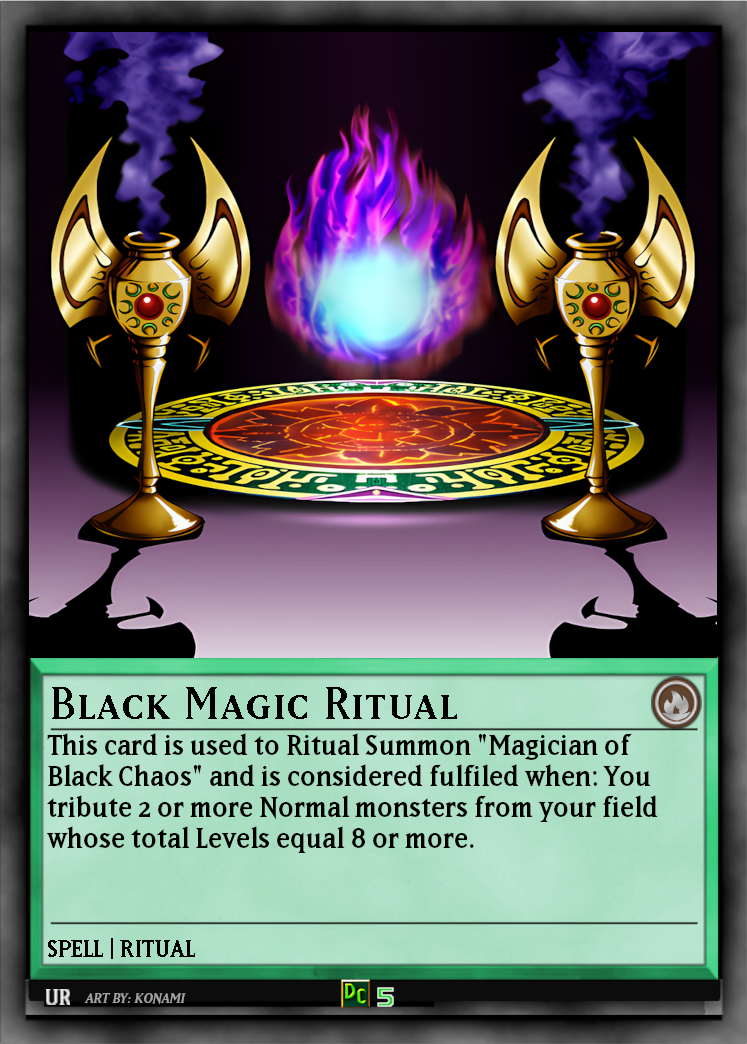 Black Magic Ritual
This card is used to Ritual Summon "Magician of
Black Chaos" and is considered fulfiled when: You
tribute 2 or more Normal monsters from your field
whose total Levels equal 8 or more.
SPELL | RITUAL
UR ART BY: KONAMI DC 5